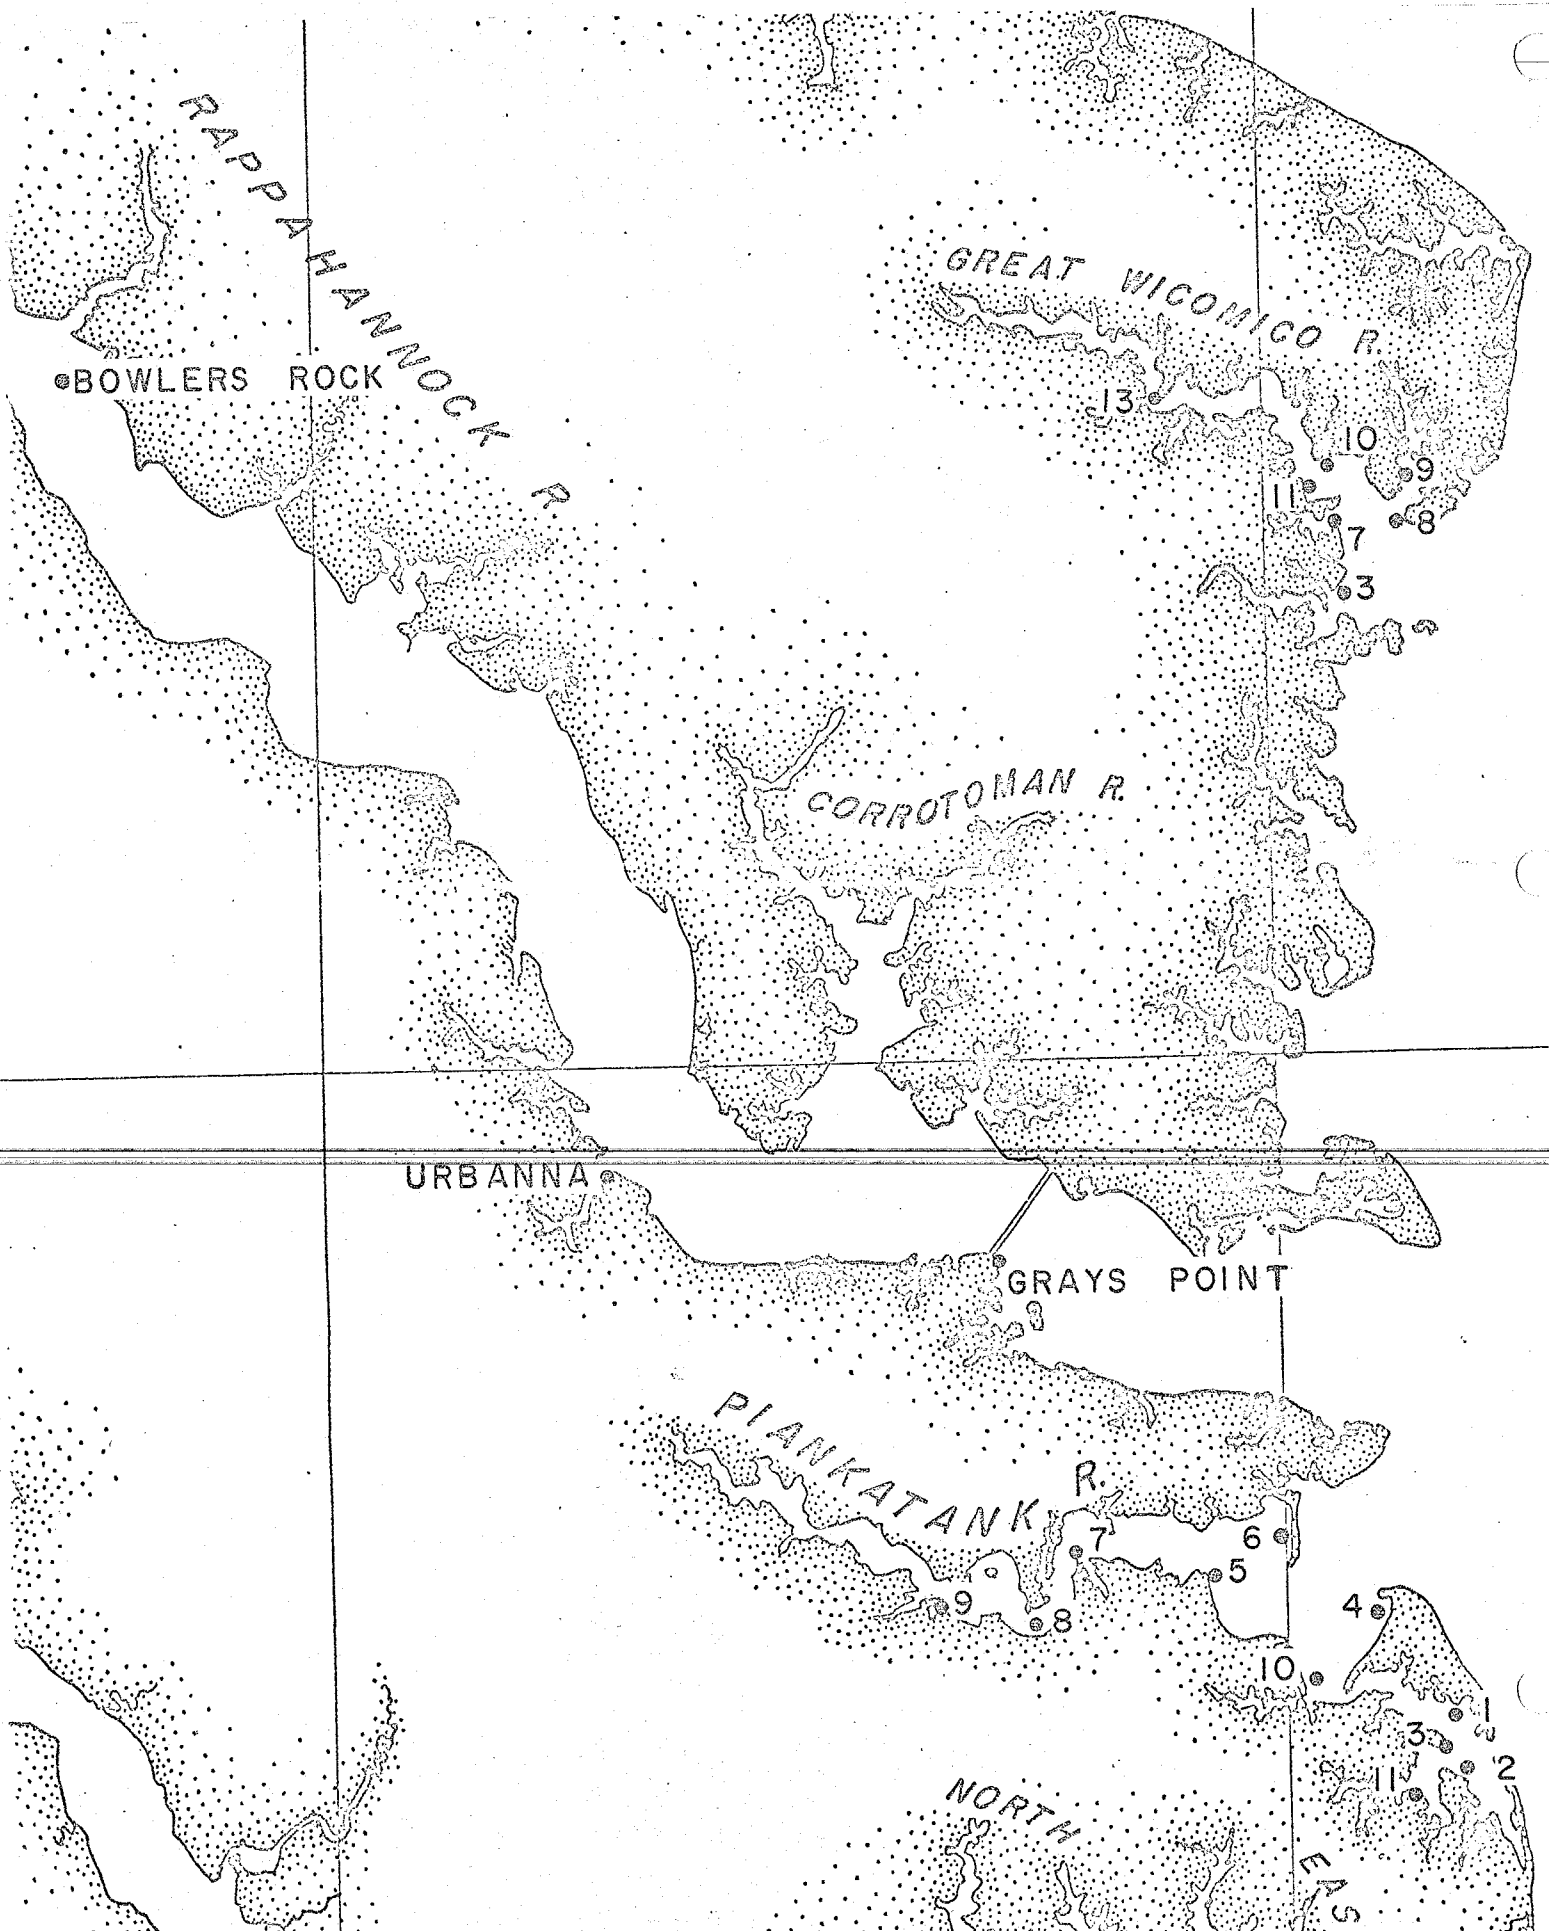 RAPPAHANNOCK R
GREAT WICOMICO R.
BOWLERS ROCK
13
10
9
11
8
7
3
CORROTOMAN R.
URBANNA
GRAYS POINT
PIANKATANK R.
7
6
5
9
8
4
10
1
3
2
11
NORTH
EAS